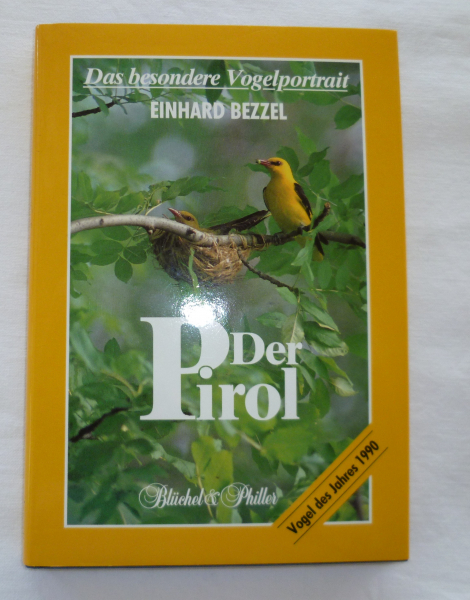 Das besondere Vogelportrait
EINHARD BEZZEL
Der
Pirol
Blüchel & Philler
Vogel des Jahres 1990